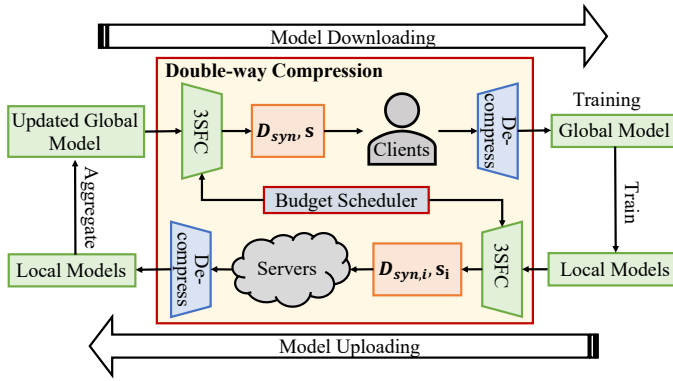 Model Downloading
Double-way Compression
Updated Global
Model
3SFC
D_syn, s
Clients
De-
compress
Training
Global Model
Aggregate
Budget Scheduler
Train
Local Models
De-
compress
Servers
D_syn,i, s_i
3SFC
Local Models
Model Uploading